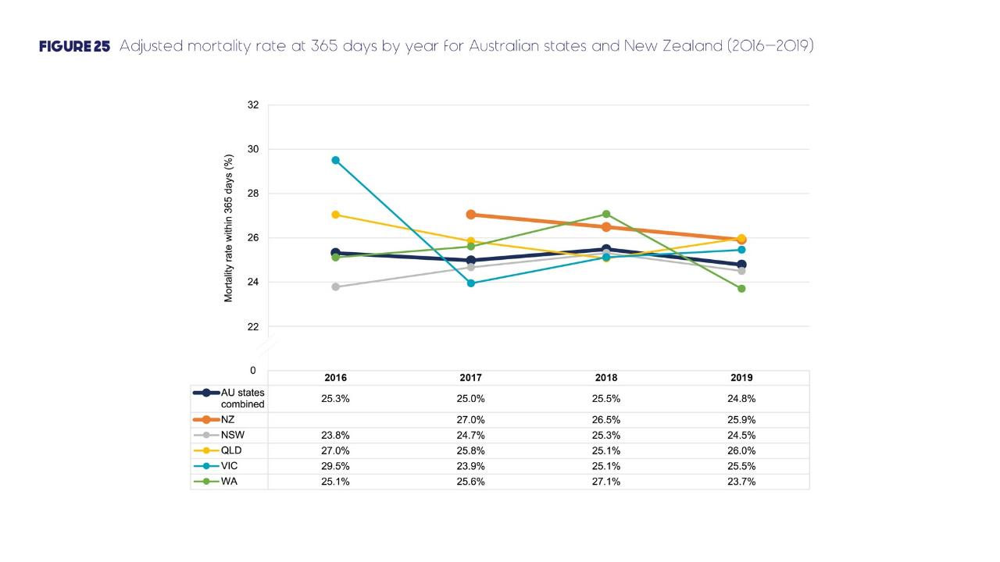 FIGURE 25 Adjusted mortality rate at 365 days by year for Australian states and New Zealand (2016–2019)
32
30
28
26
24
22
0
Mortality rate within 365 days (%)
2016 2017 2018 2019
AU states combined 25.3% 25.0% 25.5% 24.8%
NZ 27.0% 26.5% 25.9%
NSW 23.8% 24.7% 25.3% 24.5%
QLD 27.0% 25.8% 25.1% 26.0%
VIC 29.5% 23.9% 25.1% 25.5%
WA 25.1% 25.6% 27.1% 23.7%